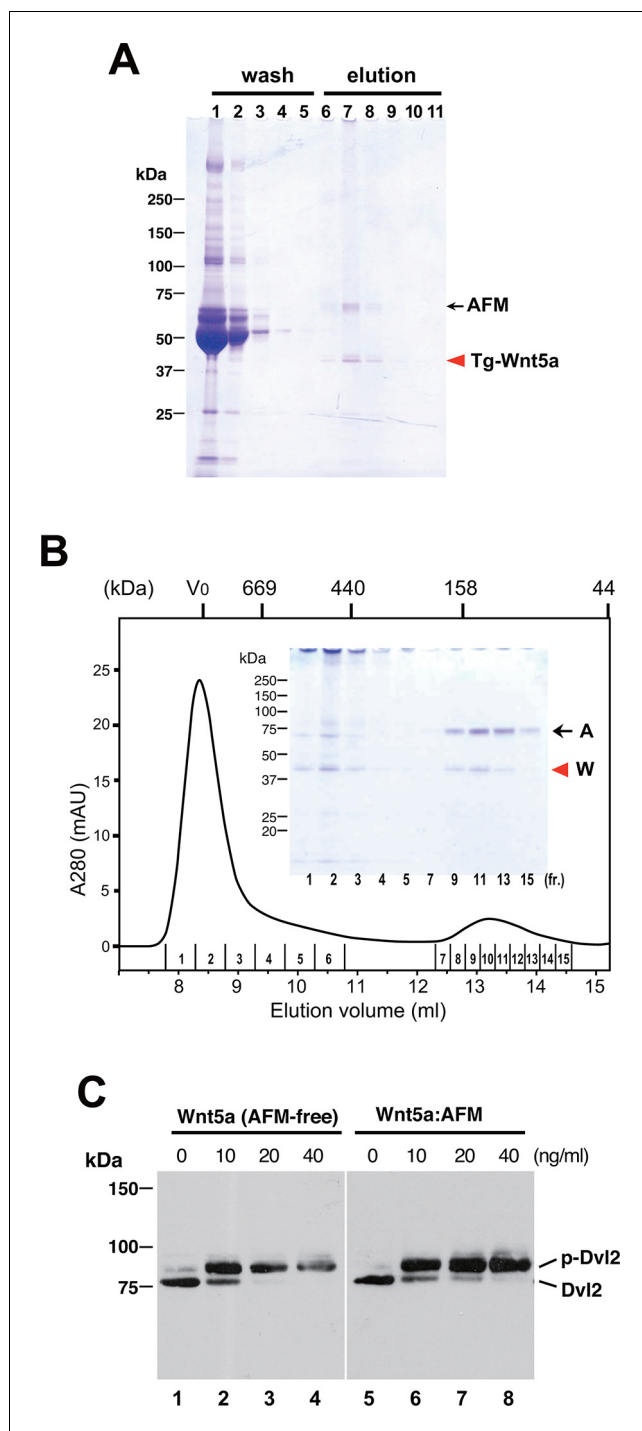 A
wash elution
1 2 3 4 5 6 7 8 9 10 11
kDa
250
150
100
75
AFM
50
37
Tg-Wnt5a
25
B
(kDa) V0 669 440 158 44
A280 (mAU)
25
20
15
10
5
0
kDa
250
150
100
75
50
37
25
20
A
W
1 2 3 4 5 7 9 11 13 15 (fr.)
1 2 3 4 5 6 7 8 9 10 11 12 13 14 15
8 9 10 11 12 13 14 15
Elution volume (ml)
C
Wnt5a (AFM-free) Wnt5a:AFM
kDa 0 10 20 40 0 10 20 40 (ng/ml)
150
100
75
p-Dvl2
Dvl2
1 2 3 4 5 6 7 8